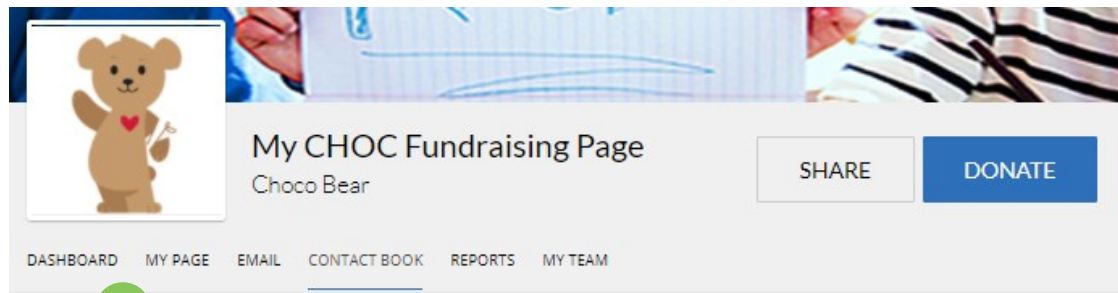 My CHOC Fundraising Page
Choco Bear
SHARE
DONATE
DASHBOARD MY PAGE EMAIL CONTACT BOOK REPORTS MY TEAM